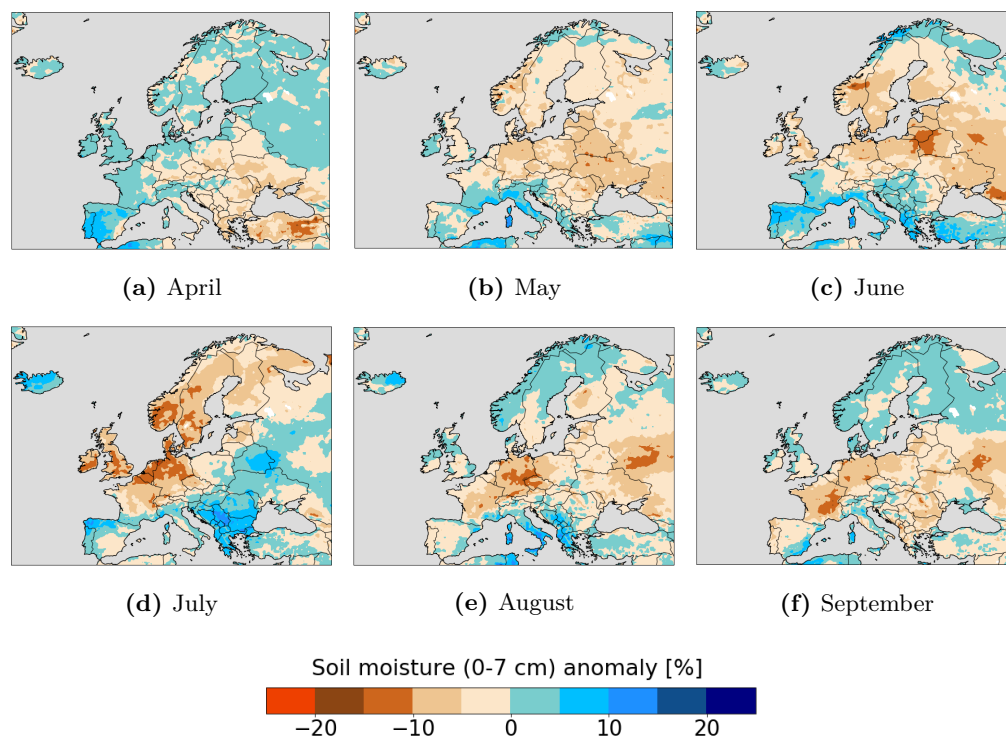 (a) April
(b) May
(c) June
(d) July
(e) August
(f) September
Soil moisture (0-7 cm) anomaly [%]
−20 −10 0 10 20